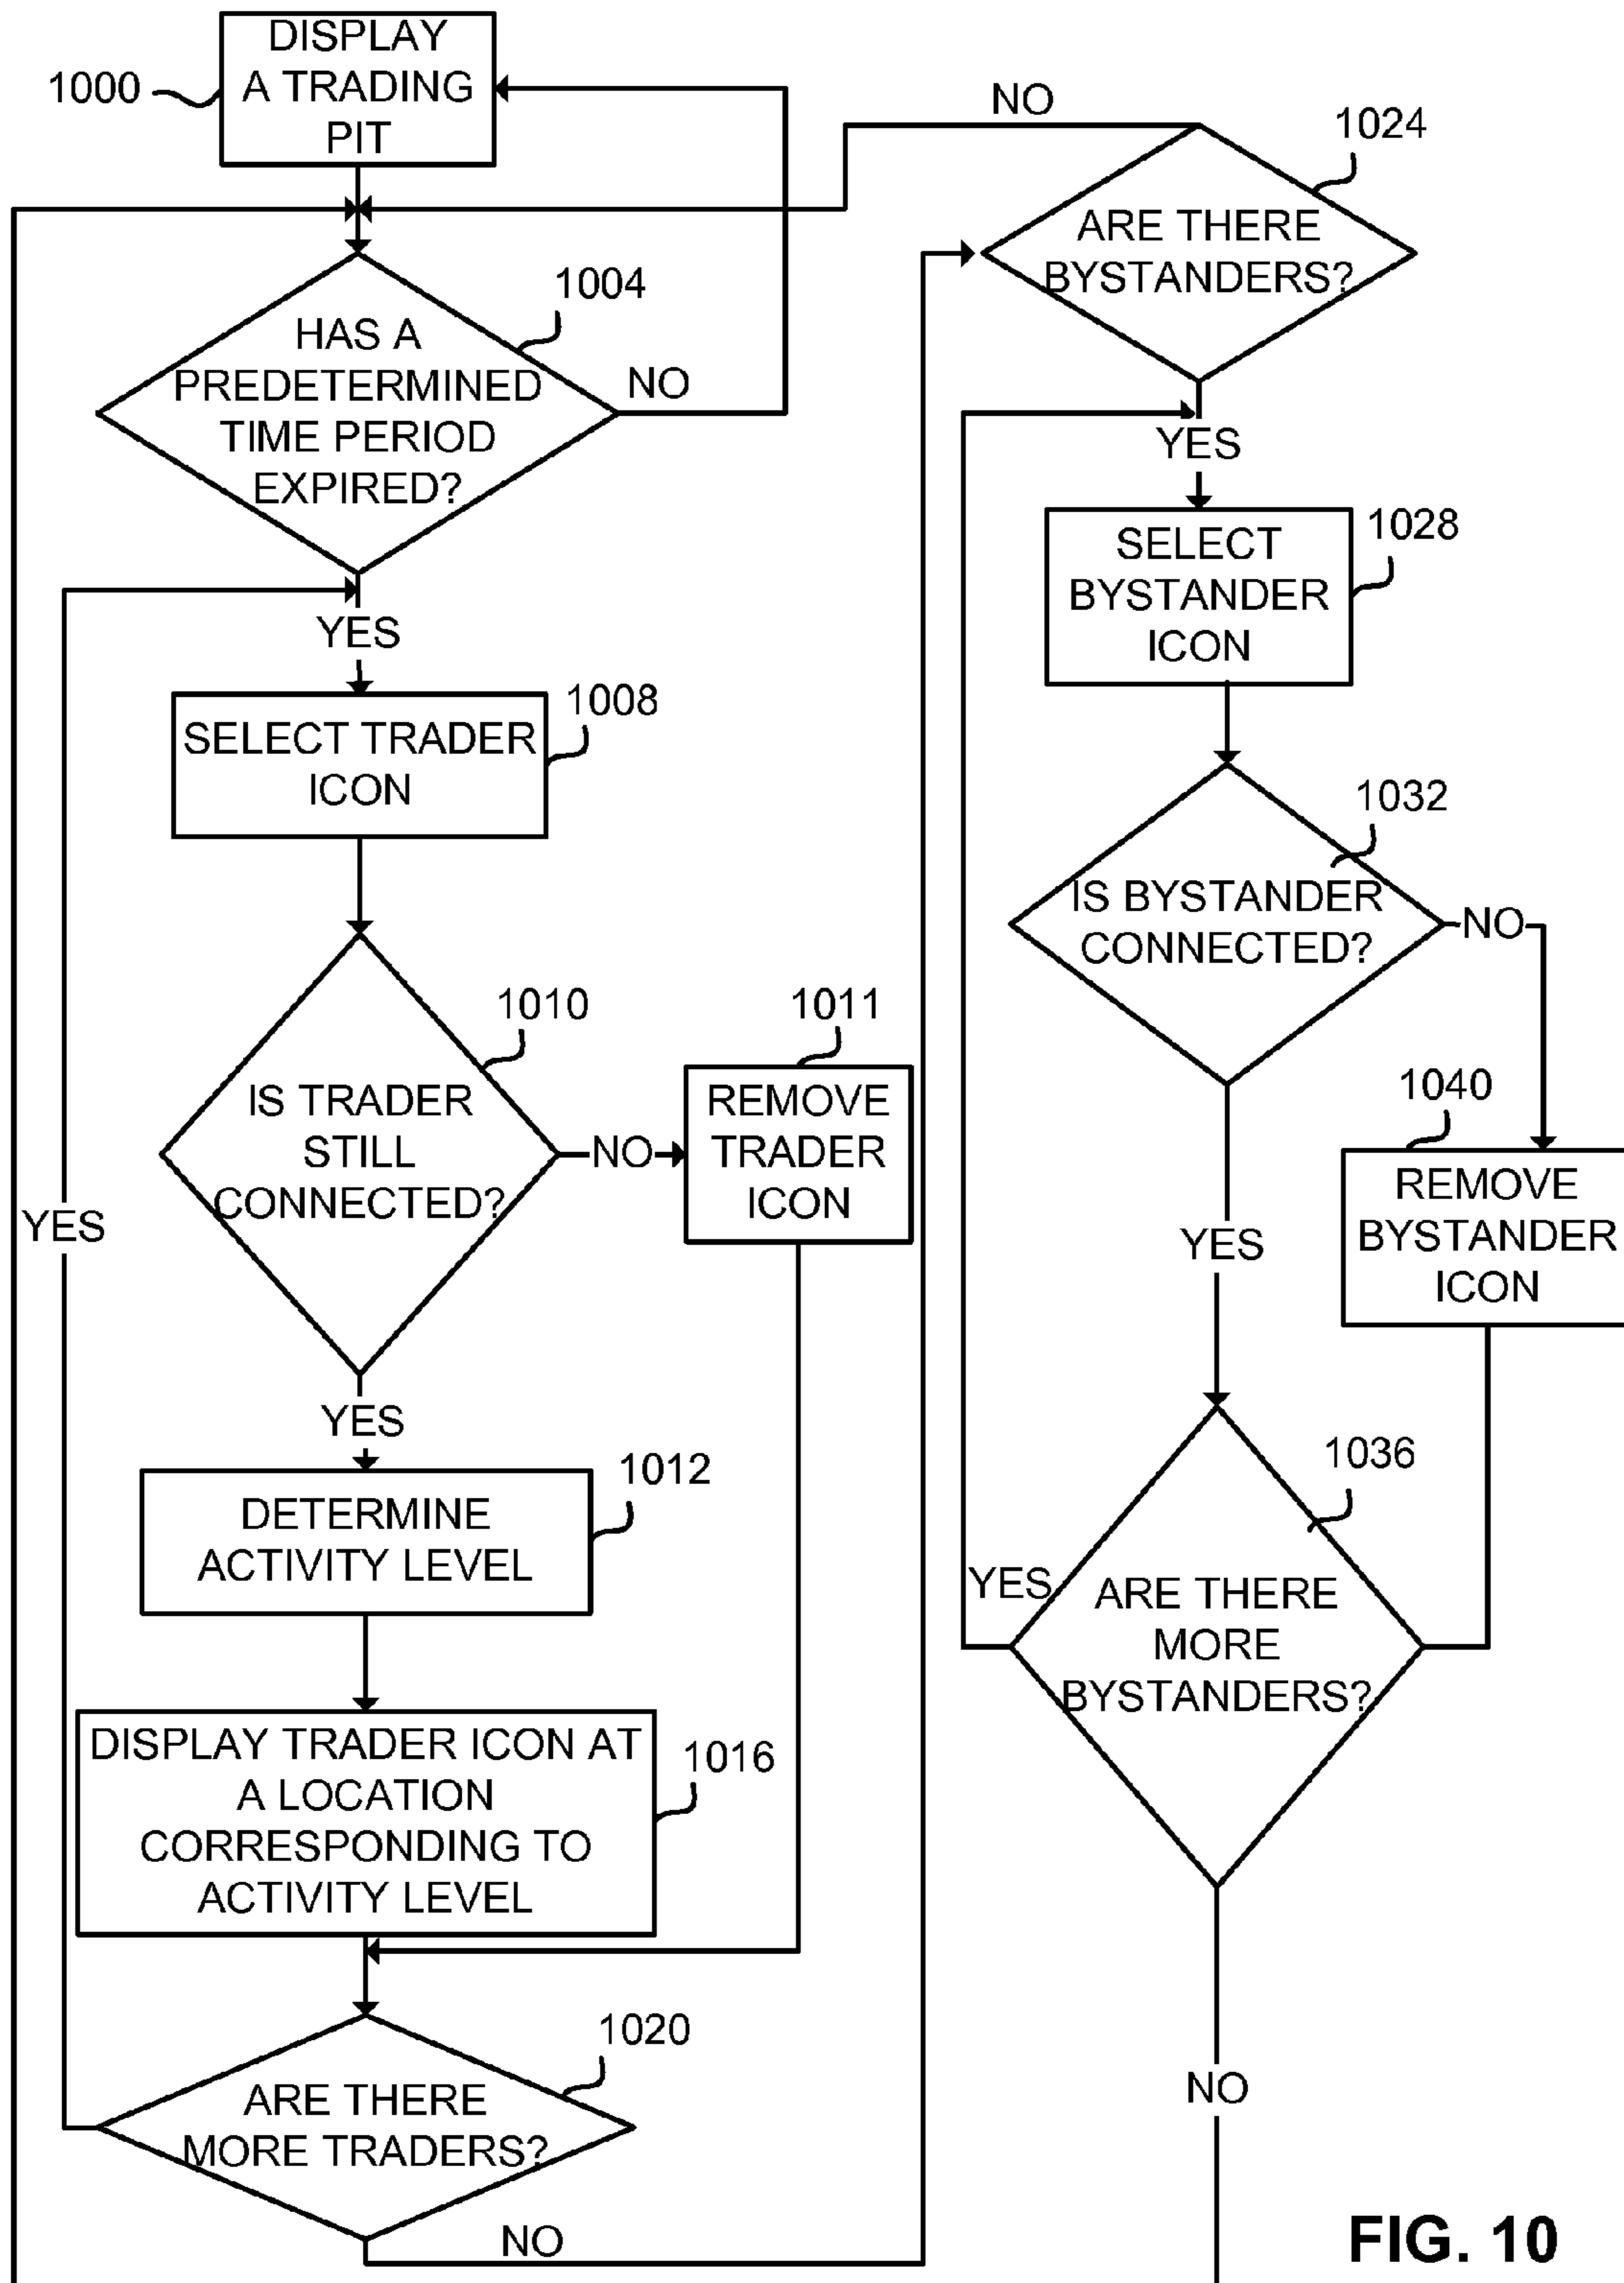 DISPLAY
A TRADING
PIT
1000
1004
HAS A
PREDETERMINED
TIME PERIOD
EXPIRED?
NO
YES
1008
SELECT TRADER
ICON
1010
IS TRADER
STILL
CONNECTED?
NO
1011
REMOVE
TRADER
ICON
YES
YES
1012
DETERMINE
ACTIVITY LEVEL
1016
DISPLAY TRADER ICON AT
A LOCATION
CORRESPONDING TO
ACTIVITY LEVEL
1020
ARE THERE
MORE TRADERS?
NO
NO
1024
ARE THERE
BYSTANDERS?
YES
1028
SELECT
BYSTANDER
ICON
1032
IS BYSTANDER
CONNECTED?
NO
1040
REMOVE
BYSTANDER
ICON
YES
1036
YES
ARE THERE
MORE
BYSTANDERS?
NO
FIG. 10